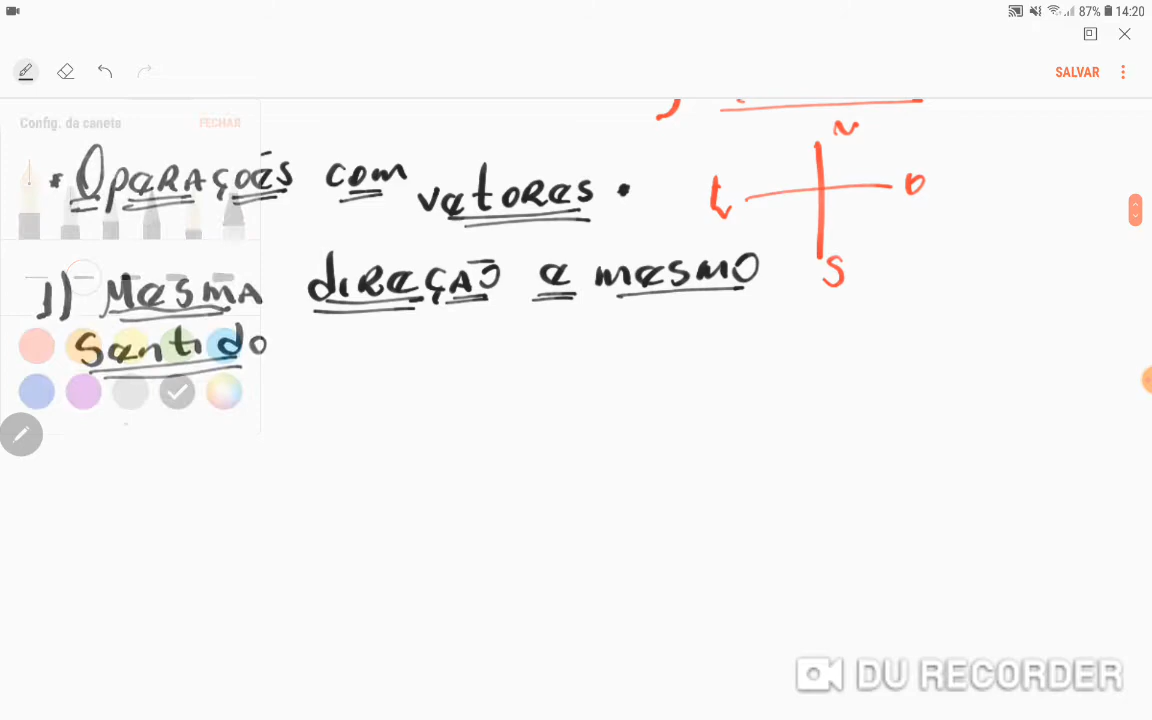 87% 14:20
SALVAR
Config. da caneta FECHAR
N
• Operações com vetores •
O
S
1) Mesma direção e mesmo
sentido
DU RECORDER